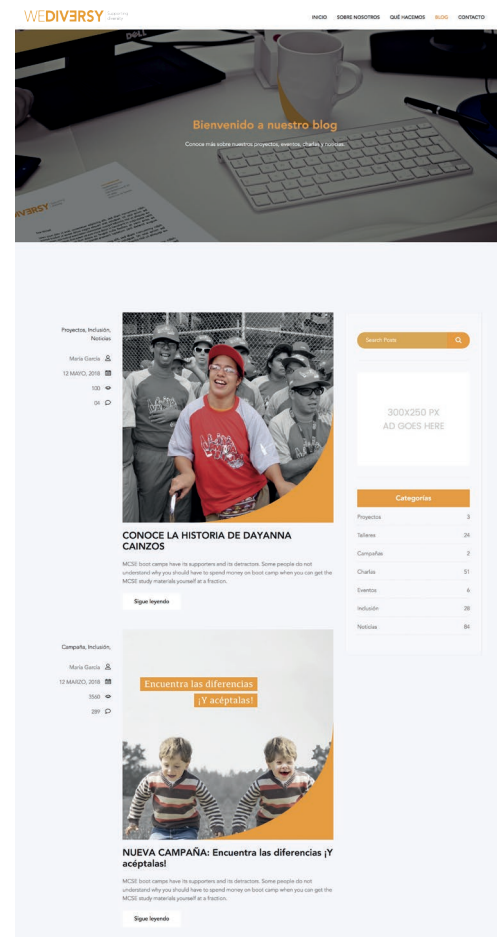 WEDIVERSY
INICIO SOBRE NOSOTROS QUÉ HACEMOS BLOG CONTACTO
DELL
Bienvenido a nuestro blog
Conoce más sobre nuestros proyectos, eventos, charlas y noticias.
Proyectos, Inclusión,
Noticias
María García
12 MAYO, 2018
100
04
CONOCE LA HISTORIA DE DAYANNA
CAINZOS
MCSE boot camps have its supporters and its detractors. Some people do not
understand why you should have to spend money on boot camp when you can get the
MCSE study materials yourself at a fraction.
Sigue leyendo
Campaña, Inclusión,
María García
12 MARZO, 2018
5560
289
Encuentra las diferencias
¡Y acéptalas!
NUEVA CAMPAÑA: Encuentra las diferencias ¡Y
acéptalas!
MCSE boot camps have its supporters and its detractors. Some people do not
understand why you should have to spend money on boot camp when you can get the
MCSE study materials yourself at a fraction.
Sigue leyendo
Search Posts
300X250 PX
AD GOES HERE
Categorías
Proyectos 3
Talleres 24
Campañas 2
Charlas 51
Eventos 6
Inclusión 28
Noticias 84